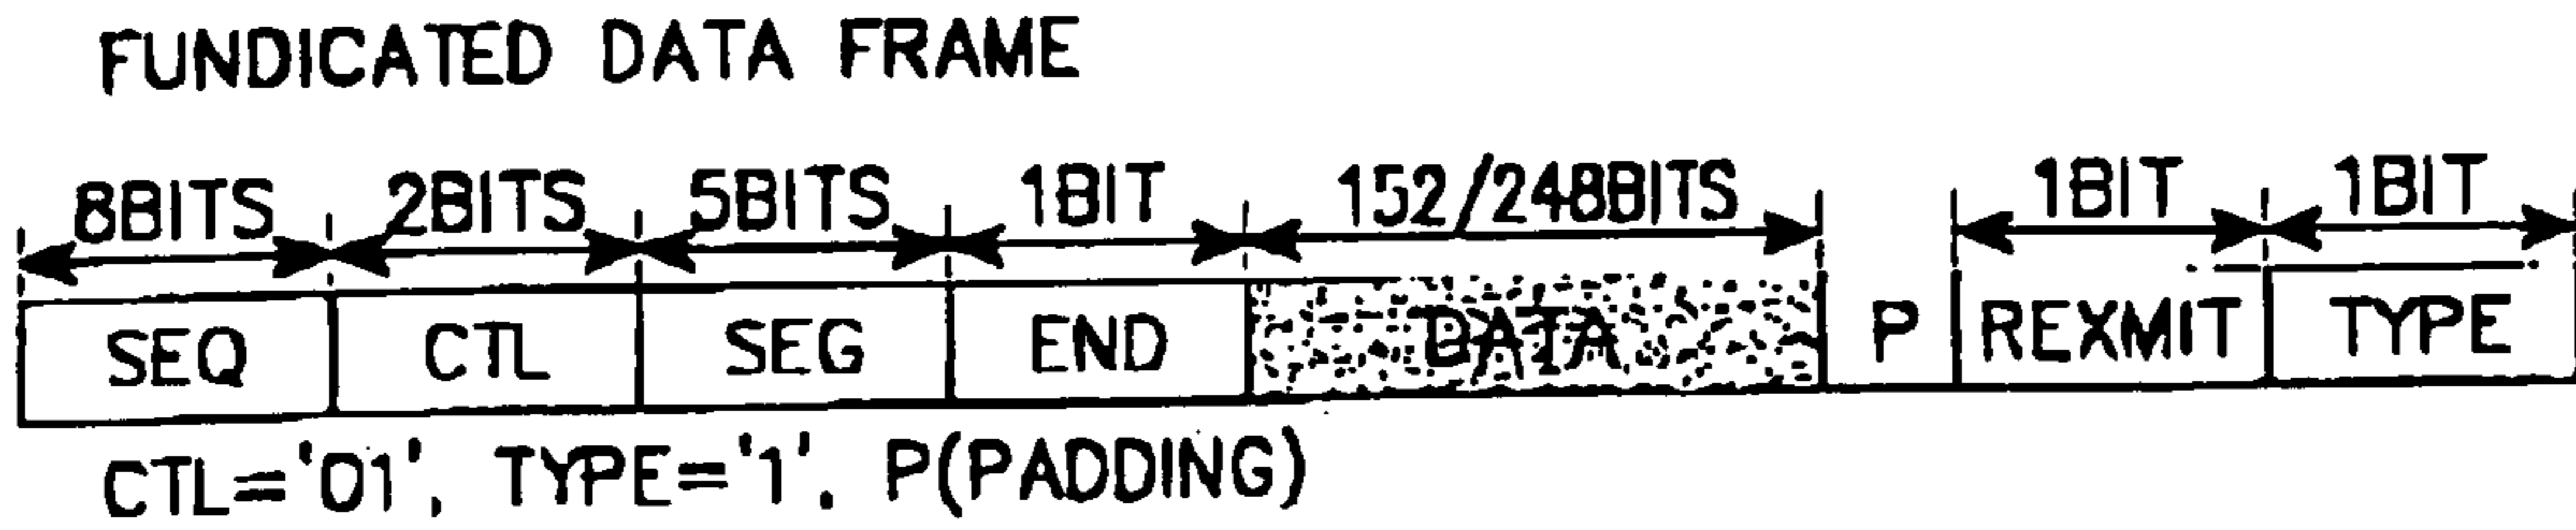 FUNDICATED DATA FRAME
8BITS 2BITS 5BITS 1BIT 152/248BITS 1BIT 1BIT
SEQ CTL SEG END DATA P REXMIT TYPE
CTL='01', TYPE='1', P(PADDING)